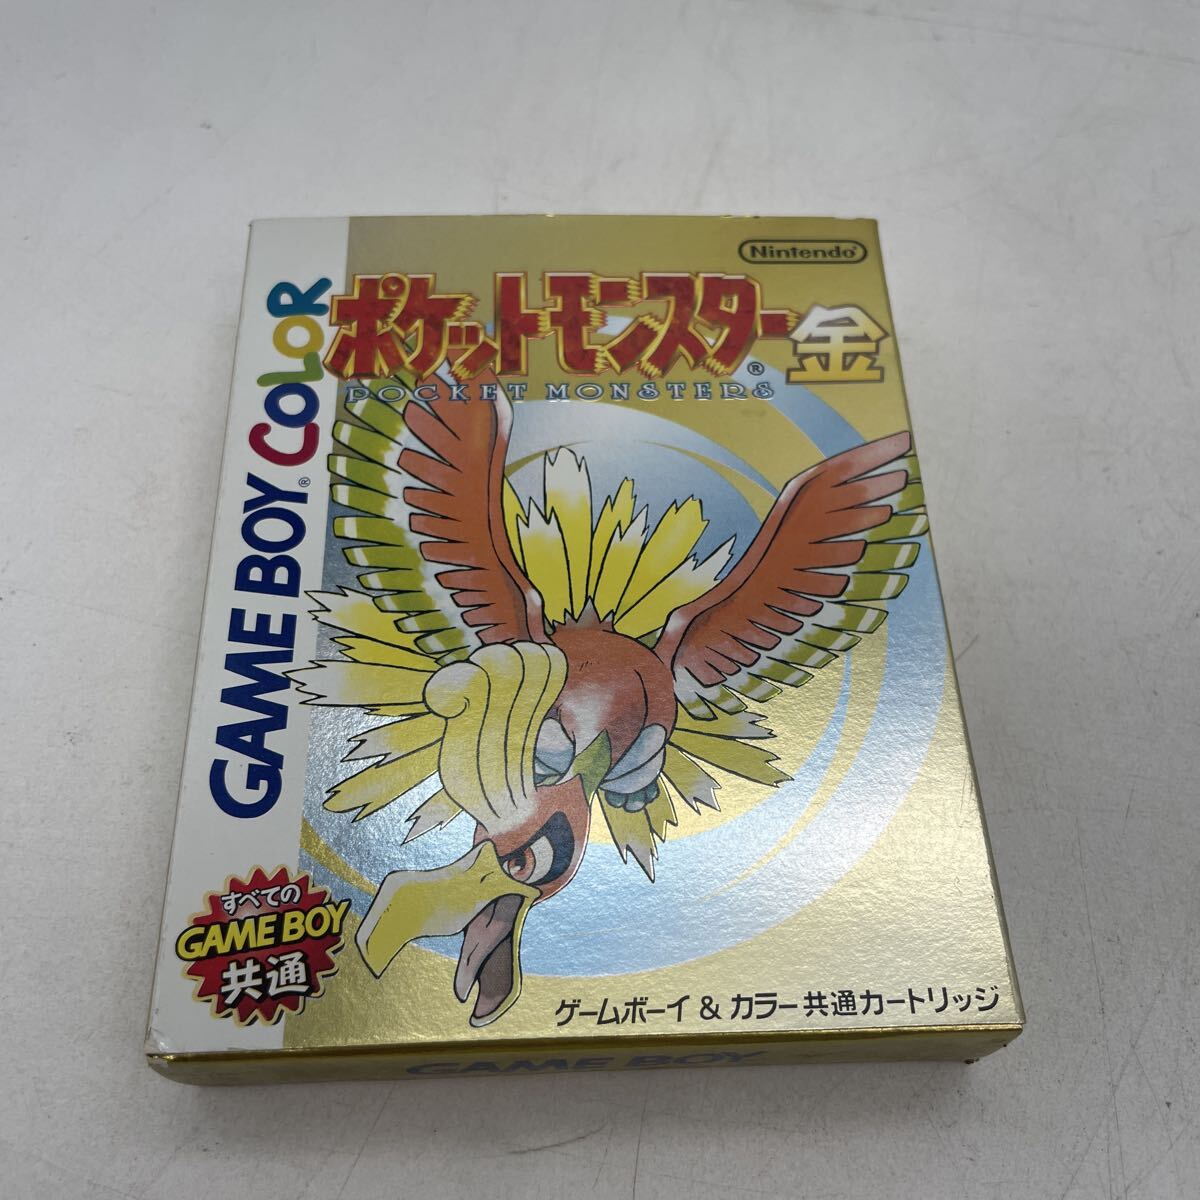 Nintendo®
ポケットモンスター金
®
POCKET MONSTERS
GAME BOY® COLOR
すべての
GAME BOY
共通
ゲームボーイ & カラー共通カートリッジ
GAME BOY